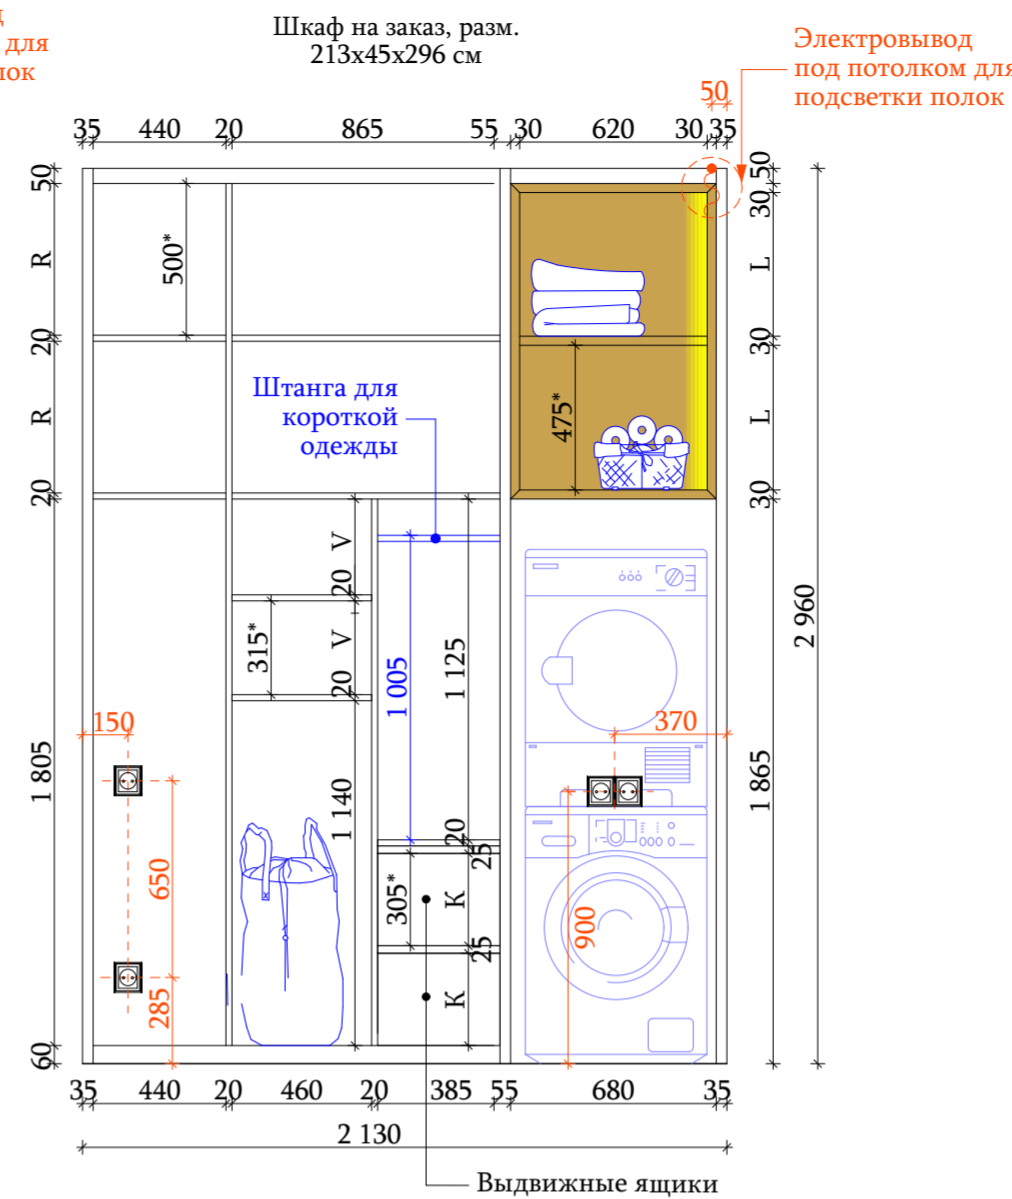 д
для
лок
Шкаф на заказ, разм.
213х45х296 см
Электровывод
под потолком для
подсветки полок
50
35 440 20 865 55 30 620 30 35
50
R
20
R
20
1 805
60
500*
Штанга для
короткой
одежды
475*
50
30
L
30
L
30
1 865
2 960
V
20
V
20
315*
1 140
1 005
1 125
20
25
305*
К
25
К
150
650
285
370
900
35 440 20 460 20 385 55 680 35
2 130
Выдвижные ящики